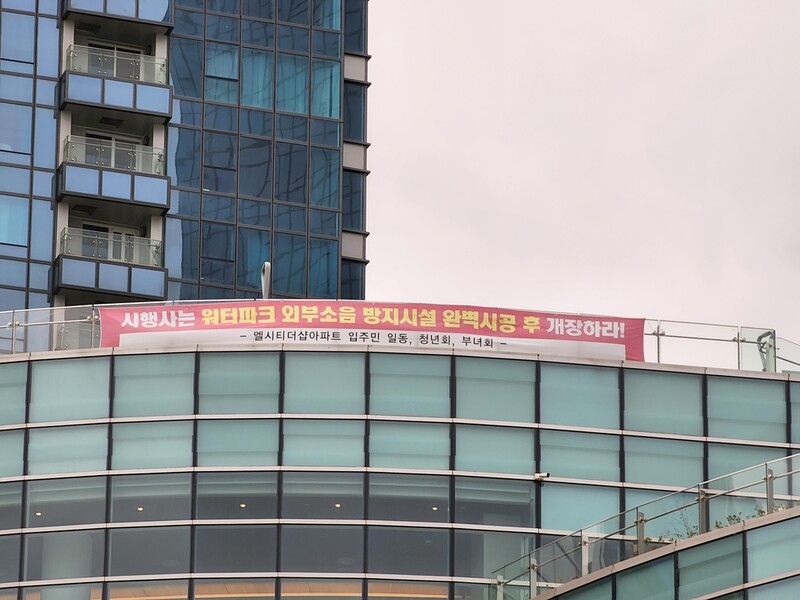 시행사는 워터파크 외부소음 방지시설 완벽시공 후 개장하라!
– 엘시티더샵아파트 입주민 일동, 청년회, 부녀회 –